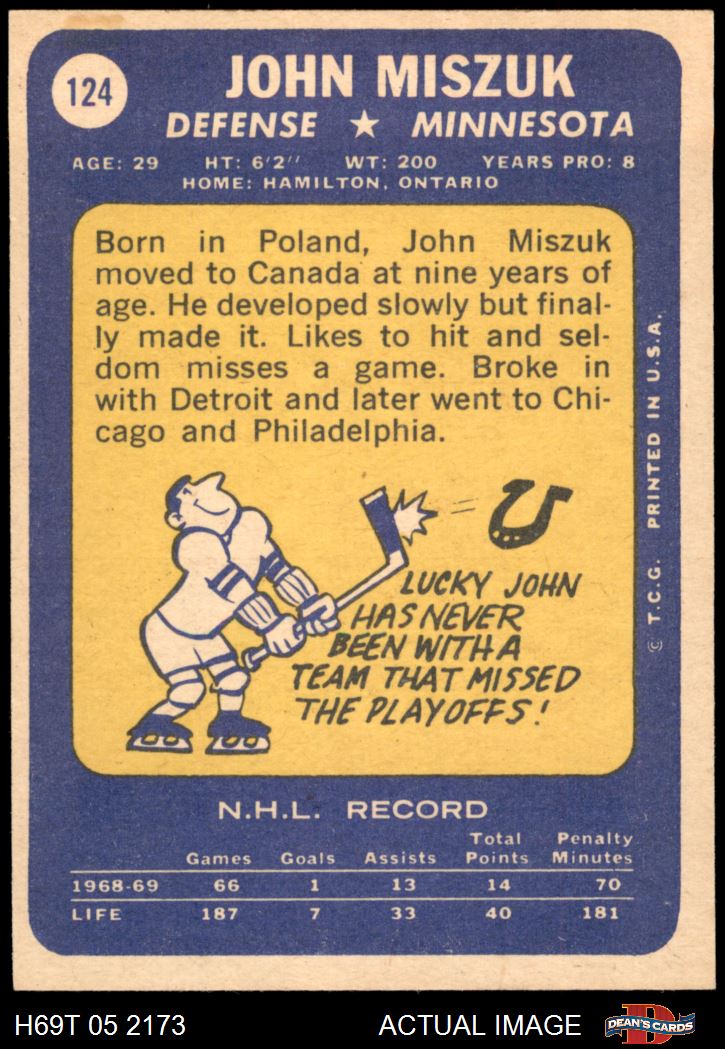 124
JOHN MISZUK
DEFENSE ★ MINNESOTA
AGE: 29 HT: 6'2" WT: 200 YEARS PRO: 8
HOME: HAMILTON, ONTARIO
Born in Poland, John Miszuk
moved to Canada at nine years of
age. He developed slowly but final-
ly made it. Likes to hit and sel-
dom misses a game. Broke in
with Detroit and later went to Chi-
cago and Philadelphia.
LUCKY JOHN
HAS NEVER
BEEN WITH A
TEAM THAT MISSED
THE PLAYOFFS!
© T.C.G. PRINTED IN U.S.A.
N.H.L. RECORD
Total Penalty
Games Goals Assists Points Minutes
1968-69 66 1 13 14 70
LIFE 187 7 33 40 181
H69T 05 2173 ACTUAL IMAGE
D
DEAN'S CARDS